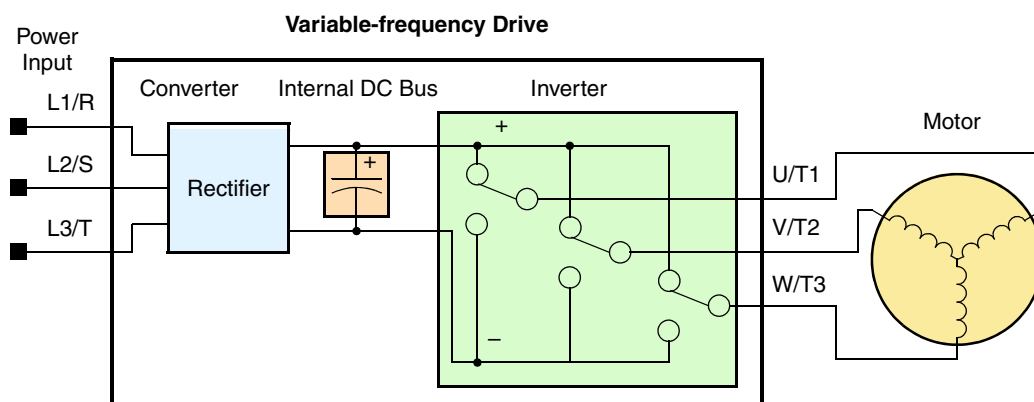 Variable-frequency Drive
Power
Input
Converter
Internal DC Bus
Inverter
L1/R
L2/S
L3/T
Rectifier
+
+
–
U/T1
V/T2
W/T3
Motor